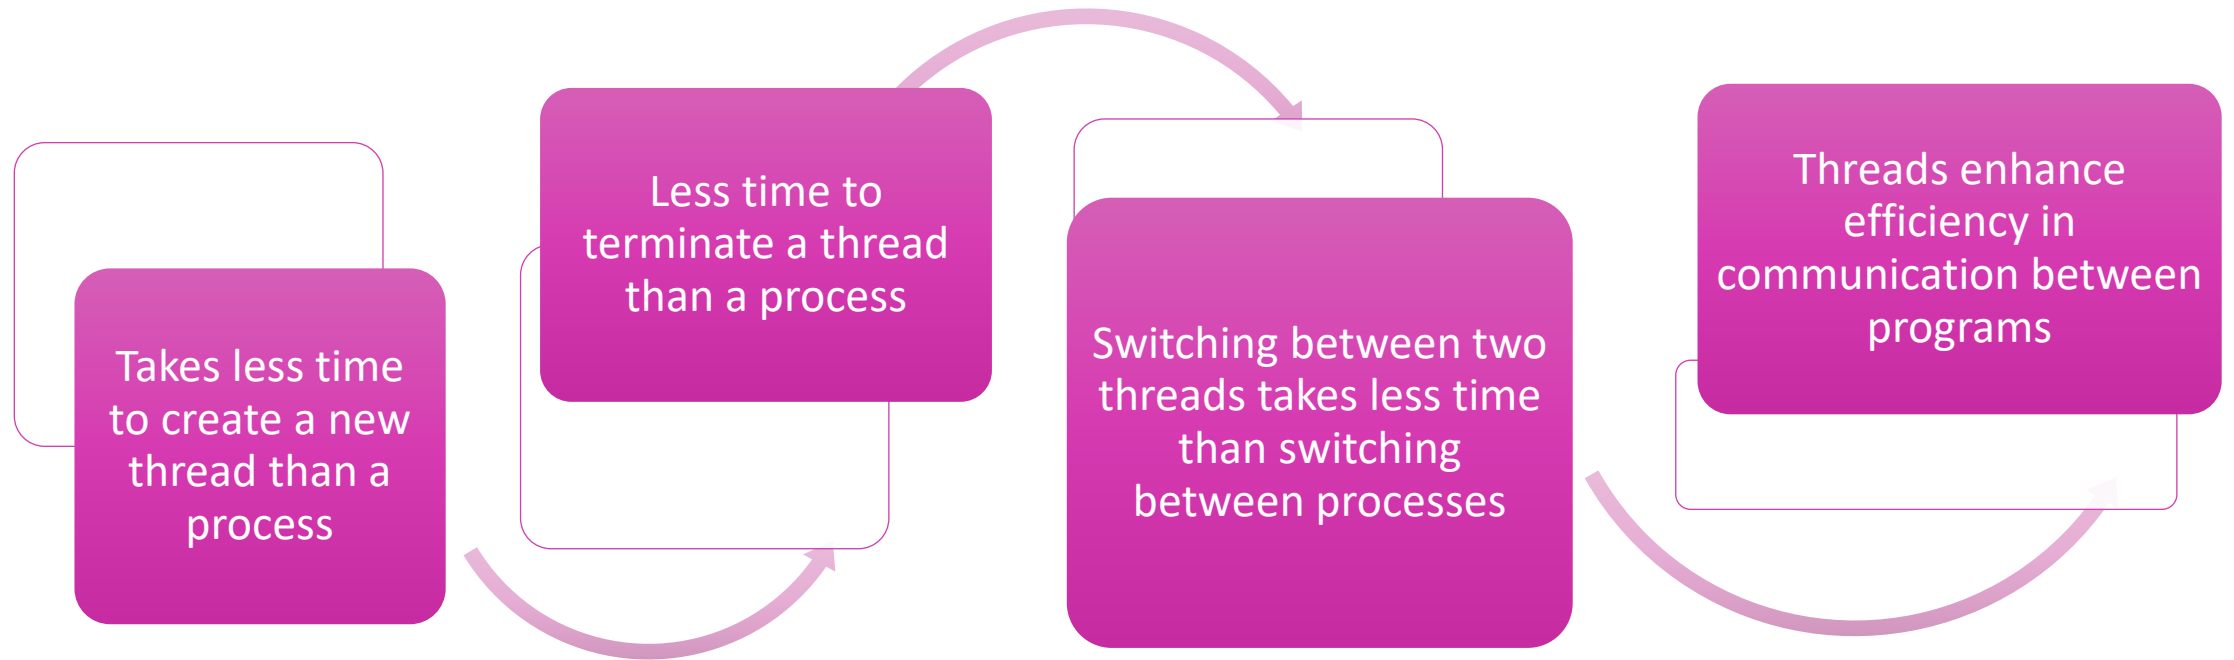 Takes less time
to create a new
thread than a
process
Less time to
terminate a thread
than a process
Switching between two
threads takes less time
than switching
between processes
Threads enhance
efficiency in
communication between
programs